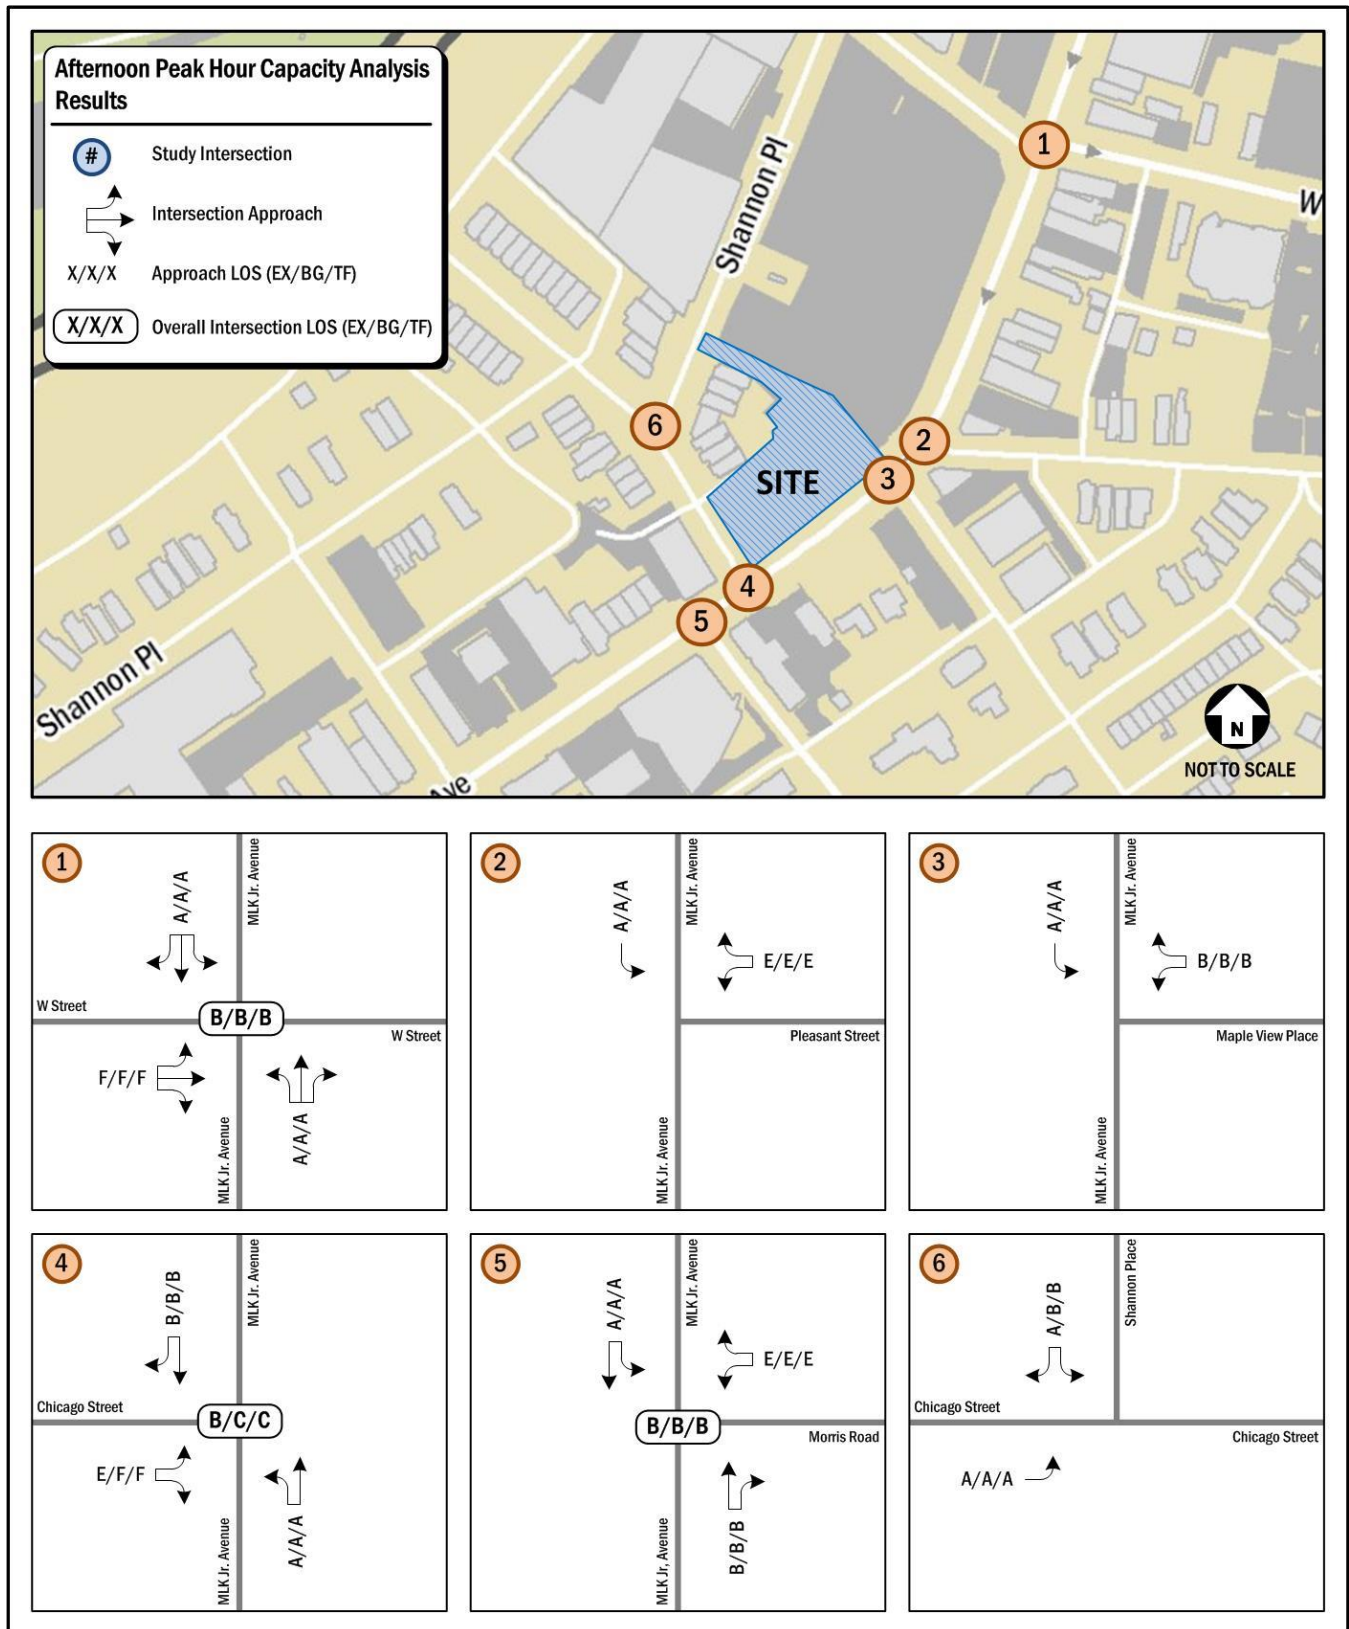 Afternoon Peak Hour Capacity Analysis
Results
# Study Intersection
Intersection Approach
X/X/X Approach LOS (EX/BG/TF)
X/X/X Overall Intersection LOS (EX/BG/TF)
Shannon Pl
1
W
6
2
3
SITE
4
5
Shannon Pl
Ave
N
NOT TO SCALE
1
A/A/A
MLK Jr. Avenue
W Street
B/B/B
W Street
F/F/F
MLK Jr. Avenue
A/A/A
2
A/A/A
MLK Jr. Avenue
E/E/E
Pleasant Street
MLK Jr. Avenue
3
A/A/A
MLK Jr. Avenue
B/B/B
Maple View Place
MLK Jr. Avenue
4
B/B/B
MLK Jr. Avenue
Chicago Street
B/C/C
E/F/F
MLK Jr. Avenue
A/A/A
5
A/A/A
MLK Jr. Avenue
E/E/E
B/B/B
Morris Road
MLK Jr, Avenue
B/B/B
6
A/B/B
Shannon Place
Chicago Street
Chicago Street
A/A/A